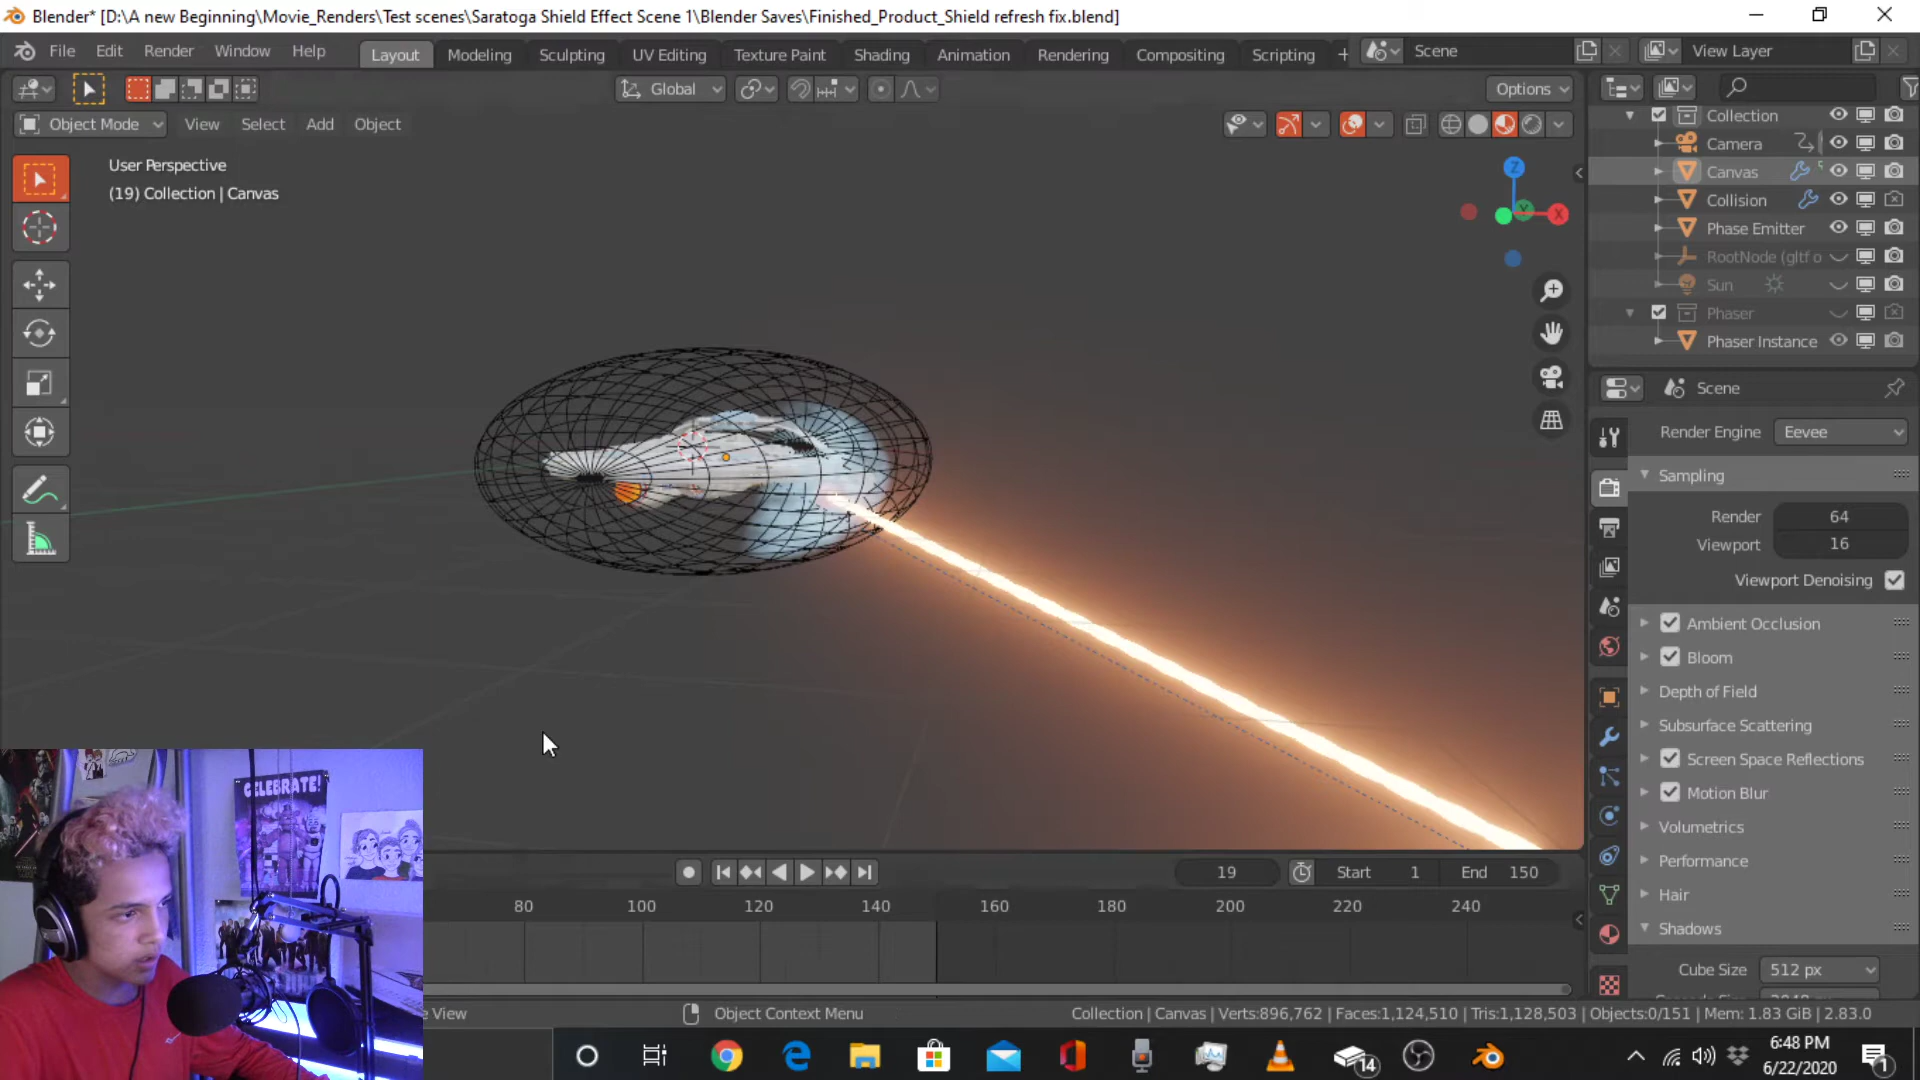 Blender* [D:\A new Beginning\Movie_Renders\Test scenes\Saratoga Shield Effect Scene 1\Blender Saves\Finished_Product_Shield refresh fix.blend]
File Edit Render Window Help Layout Modeling Sculpting UV Editing Texture Paint Shading Animation Rendering Compositing Scripting + Scene View Layer
Global Options
Object Mode View Select Add Object
User Perspective
(19) Collection | Canvas
Z
Y
X
Collection
Camera
Canvas
Collision
Phase Emitter
RootNode (gltf o
Sun
Phaser
Phaser Instance
Scene
Render Engine Eevee
Sampling
Render 64
Viewport 16
Viewport Denoising
Ambient Occlusion
Bloom
Depth of Field
Subsurface Scattering
Screen Space Reflections
Motion Blur
Volumetrics
Performance
Hair
Shadows
Cube Size 512 px
CELEBRATE!
19 Start 1 End 150
80 100 120 140 160 180 200 220 240
e View Object Context Menu Collection | Canvas | Verts:896,762 | Faces:1,124,510 | Tris:1,128,503 | Objects:0/151 | Mem: 1.83 GiB | 2.83.0
14
6:48 PM
6/22/2020
1